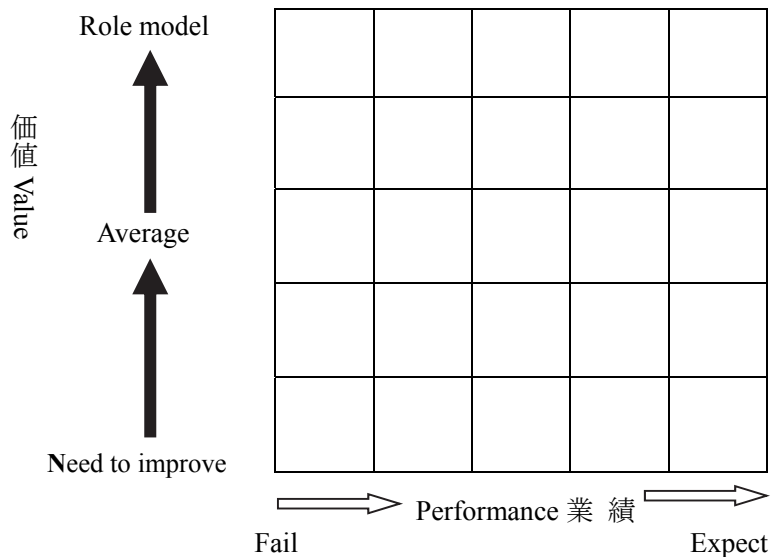 Role model
価値 Value
Average
Need to improve
Performance 業 績
Fail
Expect